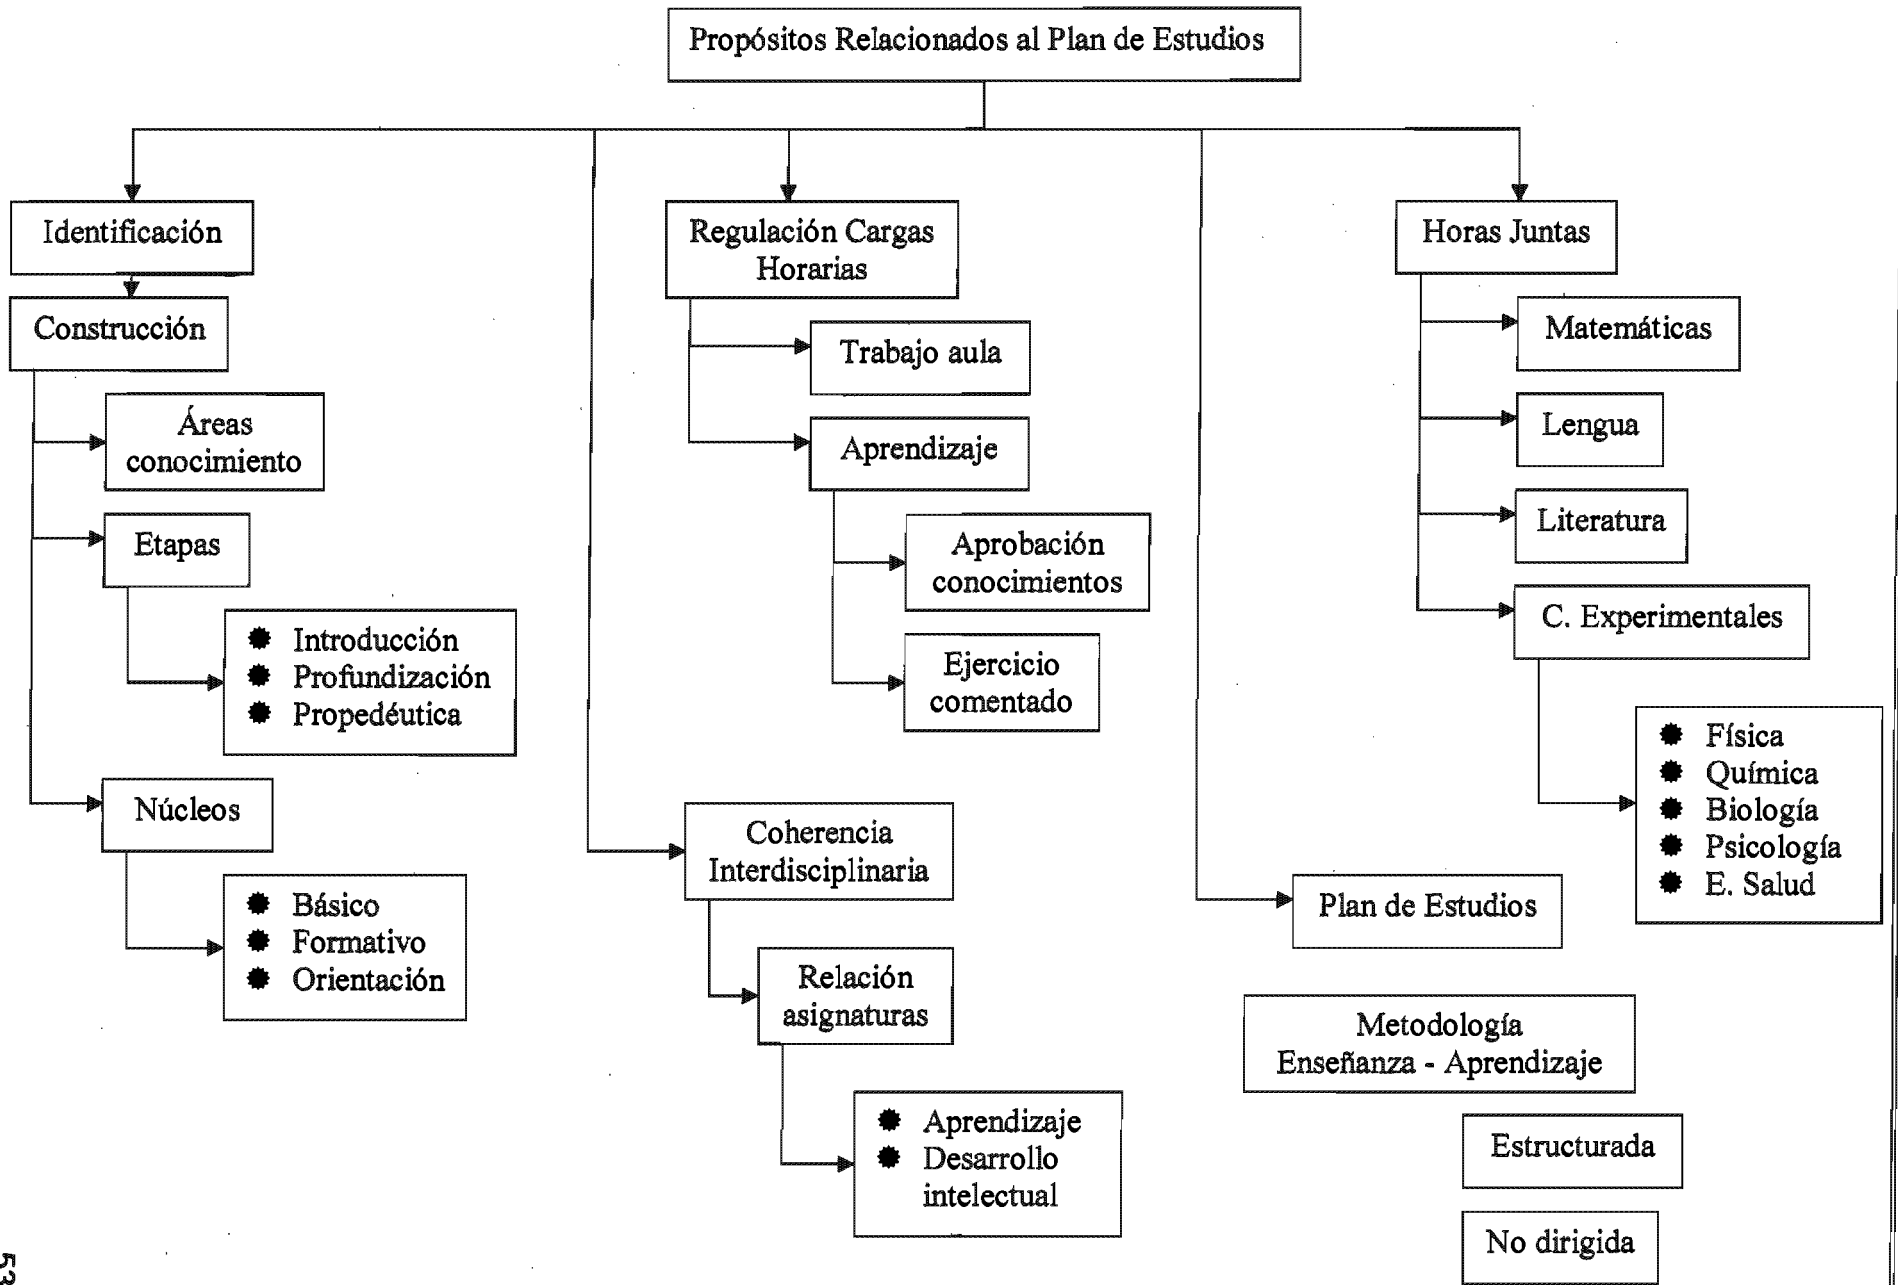 Propósitos Relacionados al Plan de Estudios
Identificación
Construcción
Áreas
conocimiento
Etapas
Introducción
Profundización
Propedéutica
Núcleos
Básico
Formativo
Orientación
Regulación Cargas
Horarias
Trabajo aula
Aprendizaje
Aprobación
conocimientos
Ejercicio
comentado
Coherencia
Interdisciplinaria
Relación
asignaturas
Aprendizaje
Desarrollo
intelectual
Horas Juntas
Matemáticas
Lengua
Literatura
C. Experimentales
Física
Química
Biología
Psicología
E. Salud
Plan de Estudios
Metodología
Enseñanza - Aprendizaje
Estructurada
No dirigida
53